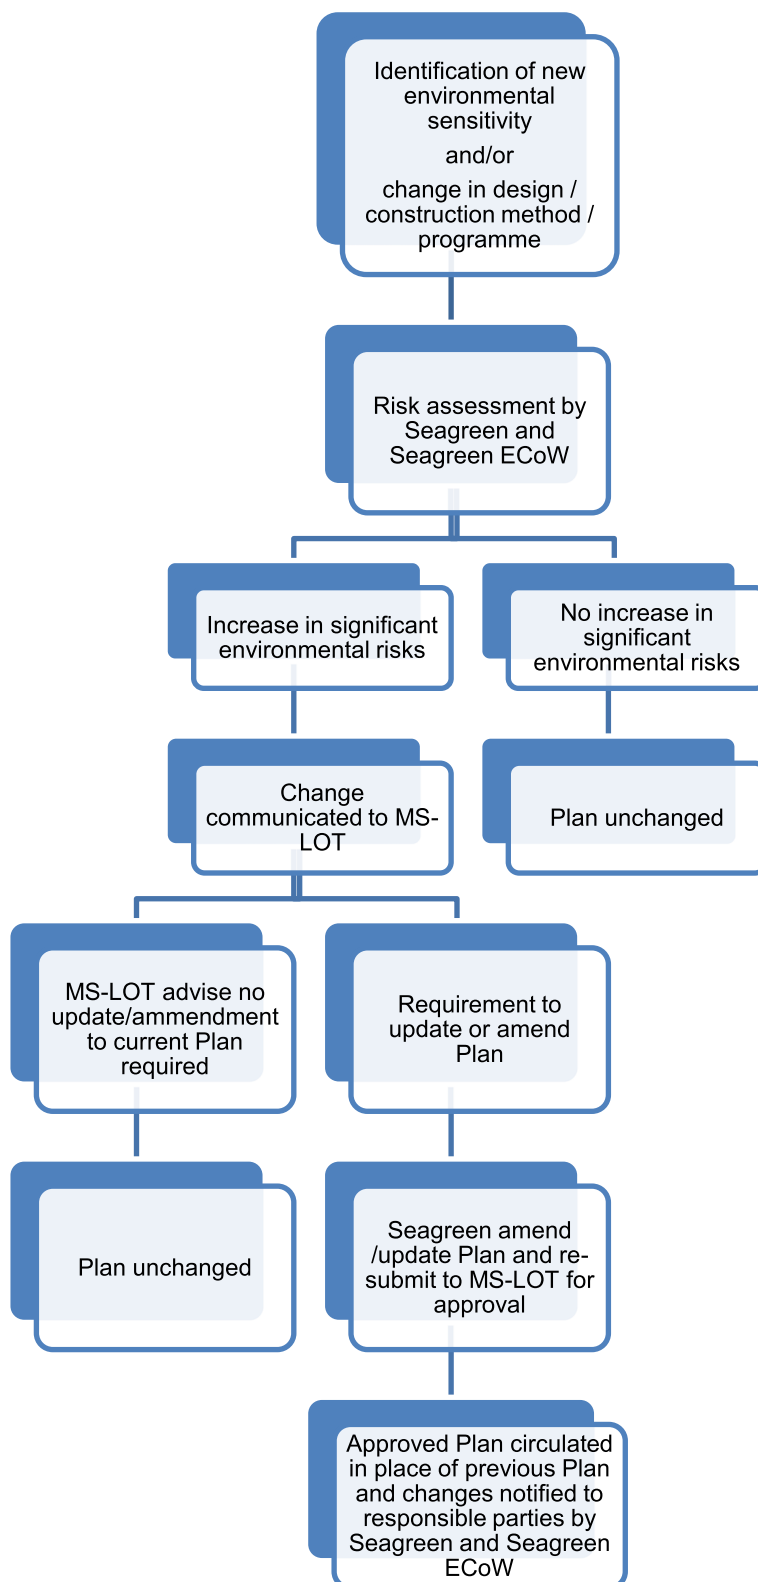 Identification of new
environmental
sensitivity
and/or
change in design /
construction method /
programme
Risk assessment by
Seagreen and
Seagreen ECoW
Increase in significant
environmental risks
No increase in
significant
environmental risks
Change
communicated to MS-
LOT
Plan unchanged
MS-LOT advise no
update/ammendment
to current Plan
required
Requirement to
update or amend
Plan
Plan unchanged
Seagreen amend
/update Plan and re-
submit to MS-LOT for
approval
Approved Plan circulated
in place of previous Plan
and changes notified to
responsible parties by
Seagreen and Seagreen
ECoW